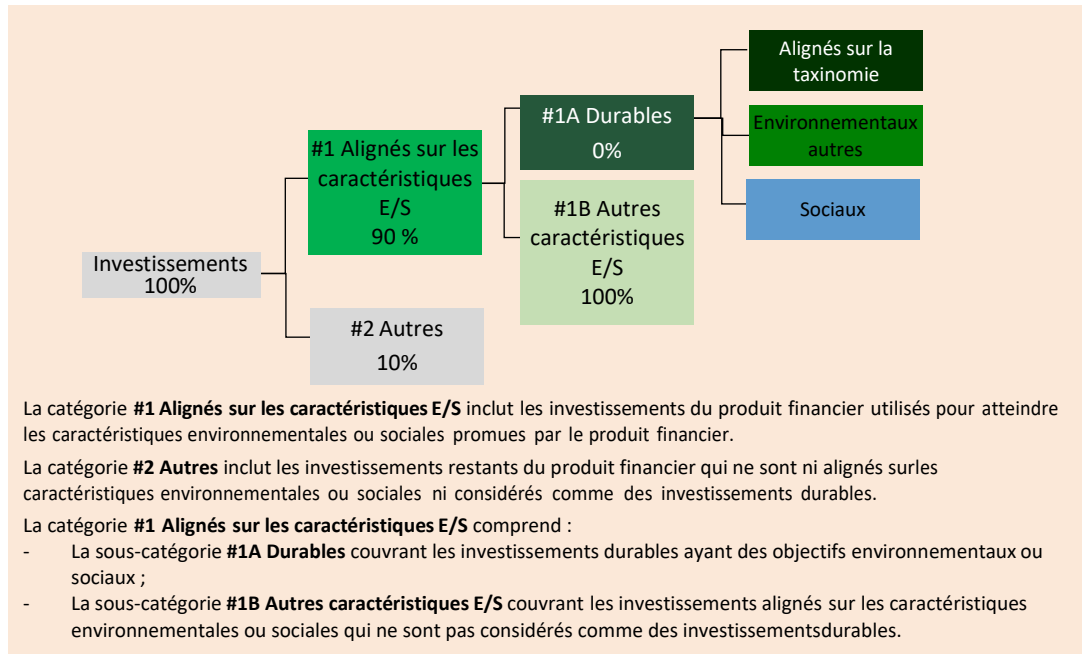 Alignés sur la
taxinomie
#1A Durables
0%
Environnementaux
autres
#1 Alignés sur les
caractéristiques
E/S
90 %
#1B Autres
caractéristiques
E/S
100%
Sociaux
Investissements
100%
#2 Autres
10%
La catégorie #1 Alignés sur les caractéristiques E/S inclut les investissements du produit financier utilisés pour atteindre
les caractéristiques environnementales ou sociales promues par le produit financier.
La catégorie #2 Autres inclut les investissements restants du produit financier qui ne sont ni alignés surles
caractéristiques environnementales ou sociales ni considérés comme des investissements durables.
La catégorie #1 Alignés sur les caractéristiques E/S comprend :
- La sous-catégorie #1A Durables couvrant les investissements durables ayant des objectifs environnementaux ou
sociaux ;
- La sous-catégorie #1B Autres caractéristiques E/S couvrant les investissements alignés sur les caractéristiques
environnementales ou sociales qui ne sont pas considérés comme des investissementsdurables.